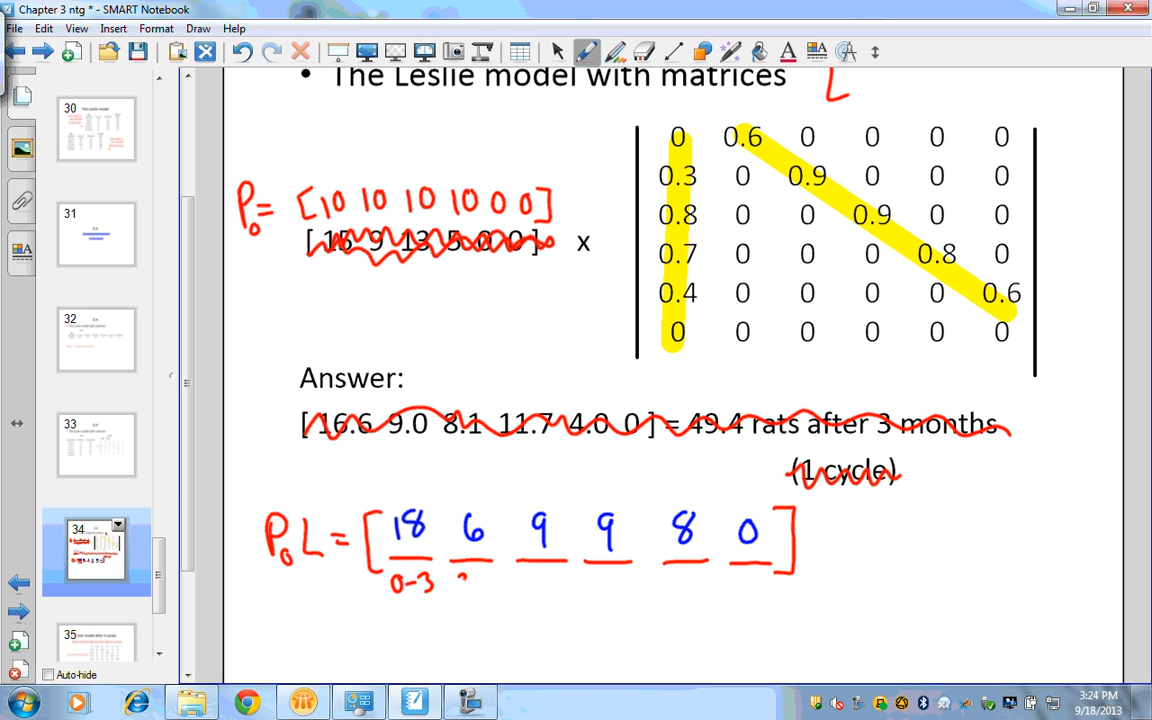 Chapter 3 ntg * - SMART Notebook
File Edit View Insert Format Draw Help
30
31
32
33
34
35
Auto-hide
• The Leslie model with matrices L
P₀ = [10 10 10 10 0 0]
[ 15 9 13 5 0 0 ] x
0 0.6 0 0 0 0
0.3 0 0.9 0 0 0
0.8 0 0 0.9 0 0
0.7 0 0 0 0.8 0
0.4 0 0 0 0 0.6
0 0 0 0 0 0
Answer:
[ 16.6 9.0 8.1 11.7 4.0 0 ] = 49.4 rats after 3 months
(1 cycle)
P₀ L = [ 18 6 9 9 8 0 ]
0-3
3:24 PM
9/18/2013